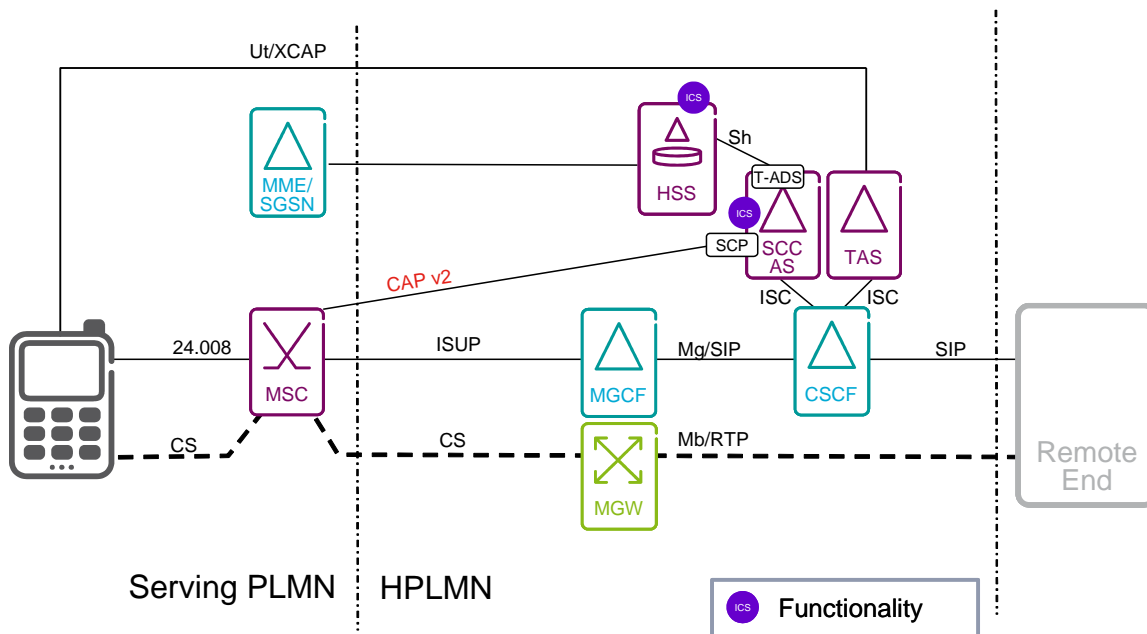 Ut/XCAP
ICS
Sh
MME/
SGSN
HSS
T-ADS
ICS
SCP
SCC
AS
TAS
CAP v2
ISC
ISC
24.008
ISUP
Mg/SIP
SIP
MSC
MGCF
CSCF
CS
CS
Mb/RTP
MGW
Remote
End
Serving PLMN
HPLMN
ICS
Functionality